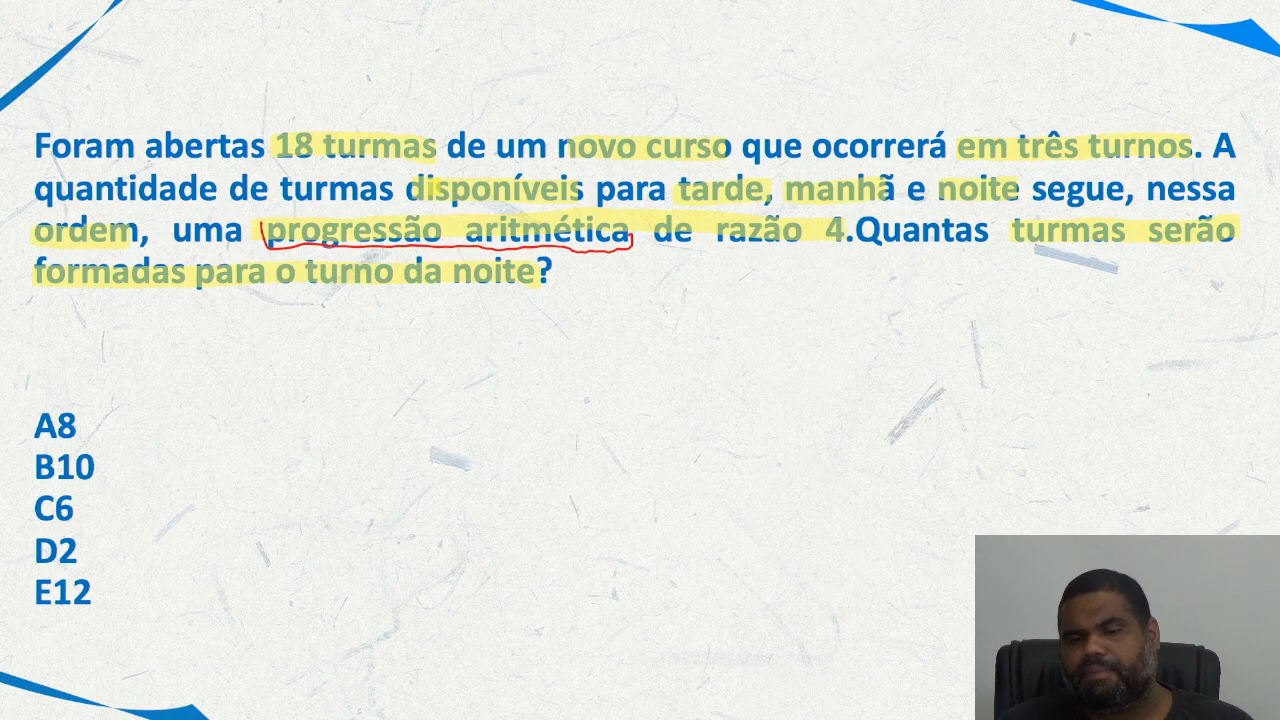 Foram abertas 18 turmas de um novo curso que ocorrerá em três turnos. A
quantidade de turmas disponíveis para tarde, manhã e noite segue, nessa
ordem, uma progressão aritmética de razão 4.Quantas turmas serão
formadas para o turno da noite?
A8
B10
C6
D2
E12